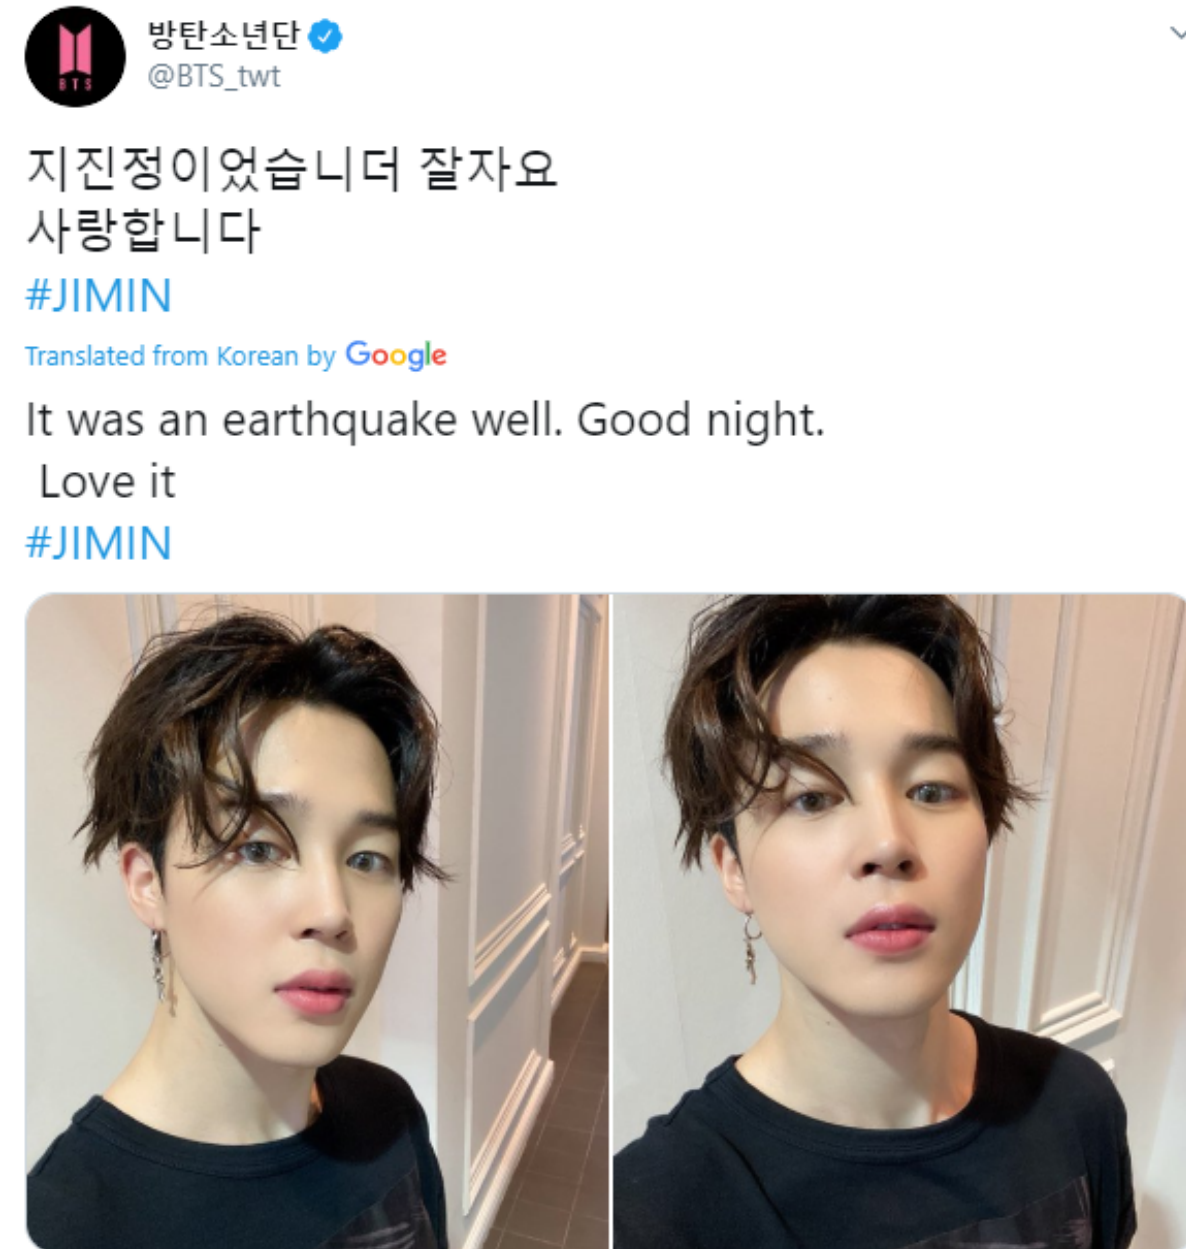 방탄소년단
@BTS_twt
BTS
지진정이었습니더 잘자요
사랑합니다
#JIMIN
Translated from Korean by Google
It was an earthquake well. Good night.
Love it
#JIMIN